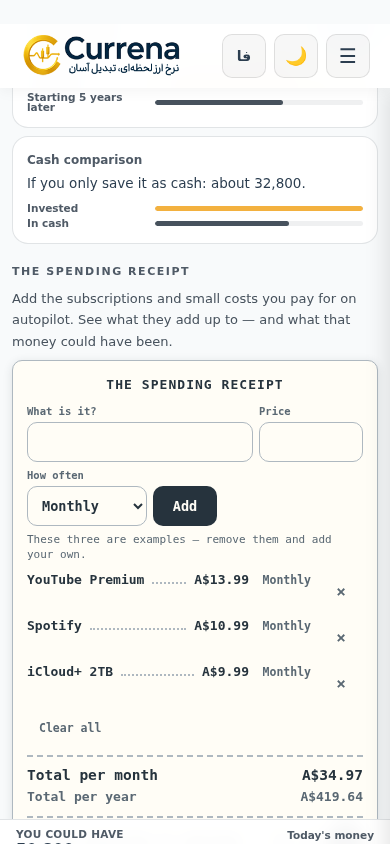 Currena
نرخ ارز لحظه‌ای، تبدیل آسان
فا
Starting 5 years
later
Cash comparison
If you only save it as cash: about 32,800.
Invested
In cash
THE SPENDING RECEIPT
Add the subscriptions and small costs you pay for on
autopilot. See what they add up to — and what that
money could have been.
THE SPENDING RECEIPT
What is it?
Price
How often
Monthly
Add
These three are examples — remove them and add
your own.
YouTube Premium A$13.99 Monthly ×
Spotify A$10.99 Monthly ×
iCloud+ 2TB A$9.99 Monthly ×
Clear all
Total per month A$34.97
Total per year A$419.64
YOU COULD HAVE
Today's money